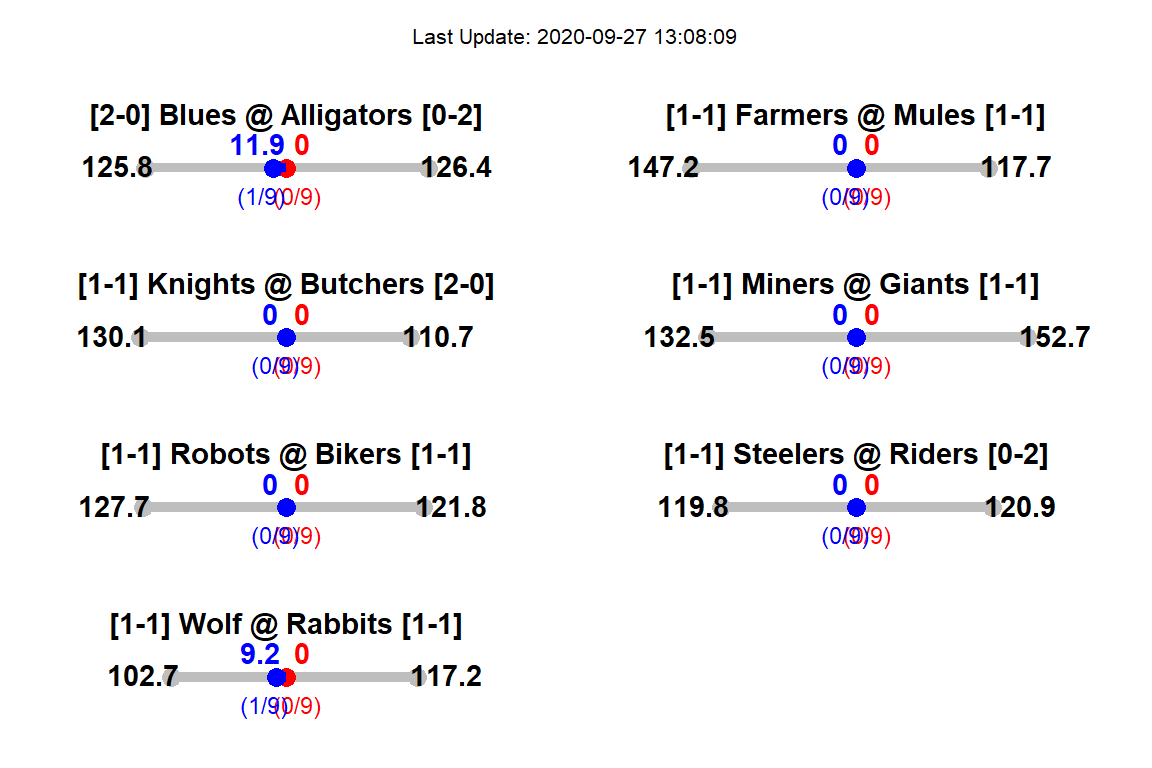 Last Update: 2020-09-27 13:08:09
[2-0] Blues @ Alligators [0-2]
11.9 0
125.8 126.4
(1/9) (0/9)
[1-1] Farmers @ Mules [1-1]
0 0
147.2 117.7
(0/9) (0/9)
[1-1] Knights @ Butchers [2-0]
0 0
130.1 110.7
(0/9) (0/9)
[1-1] Miners @ Giants [1-1]
0 0
132.5 152.7
(0/9) (0/9)
[1-1] Robots @ Bikers [1-1]
0 0
127.7 121.8
(0/9) (0/9)
[1-1] Steelers @ Riders [0-2]
0 0
119.8 120.9
(0/9) (0/9)
[1-1] Wolf @ Rabbits [1-1]
9.2 0
102.7 117.2
(1/9) (0/9)